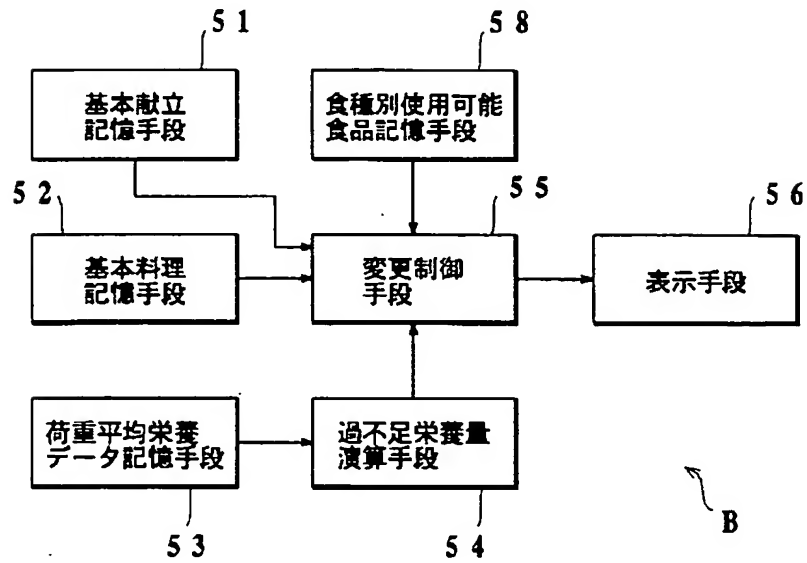 51
58
基本献立
記憶手段
食種別使用可能
食品記憶手段
52
55
56
基本料理
記憶手段
変更制御
手段
表示手段
荷重平均栄養
データ記憶手段
過不足栄養量
演算手段
53
54
B